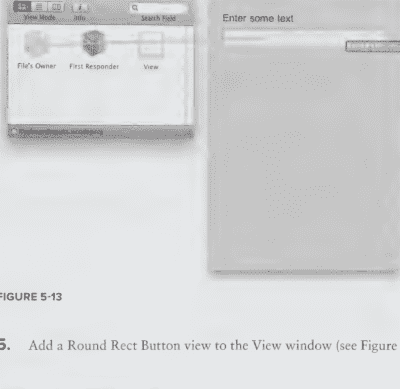 View Mode Info Search Field
File's Owner First Responder View
Enter some text
FIGURE 5-13
5. Add a Round Rect Button view to the View window (see Figure